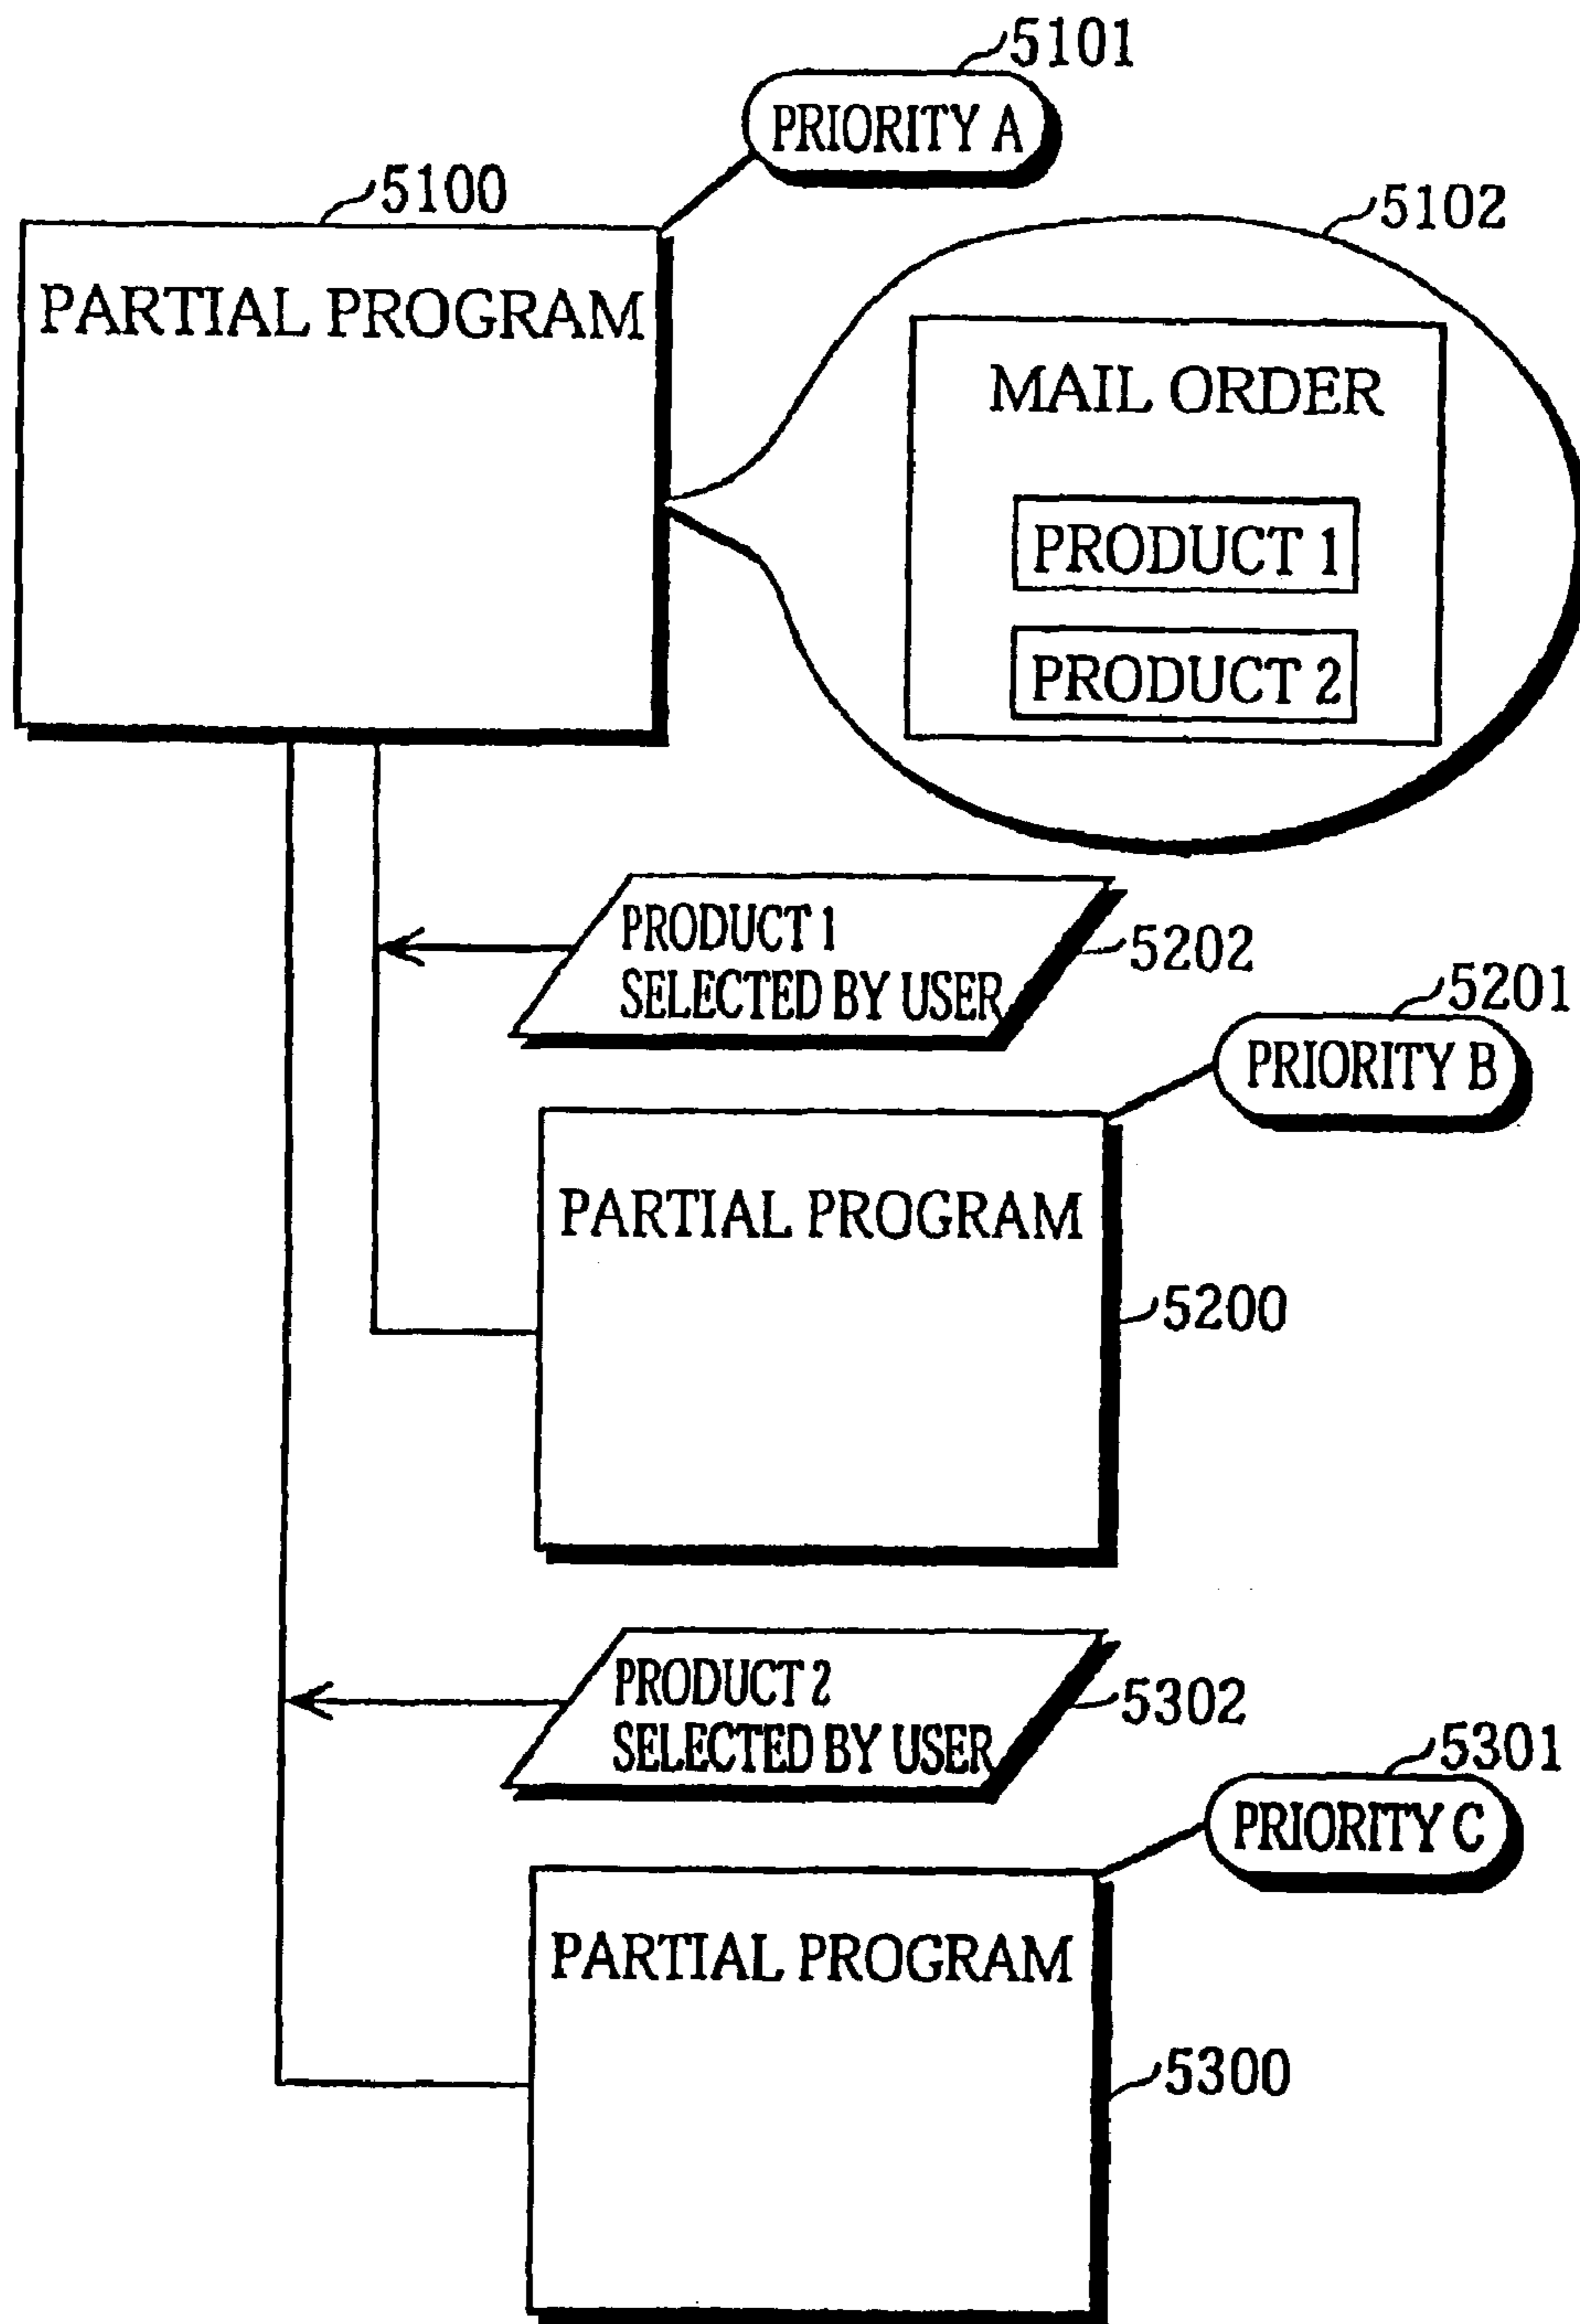 5101
PRIORITY A
5100
5102
PARTIAL PROGRAM
MAIL ORDER
PRODUCT 1
PRODUCT 2
PRODUCT 1
SELECTED BY USER
5202
5201
PRIORITY B
PARTIAL PROGRAM
5200
PRODUCT 2
SELECTED BY USER
5302
5301
PRIORITY C
PARTIAL PROGRAM
5300